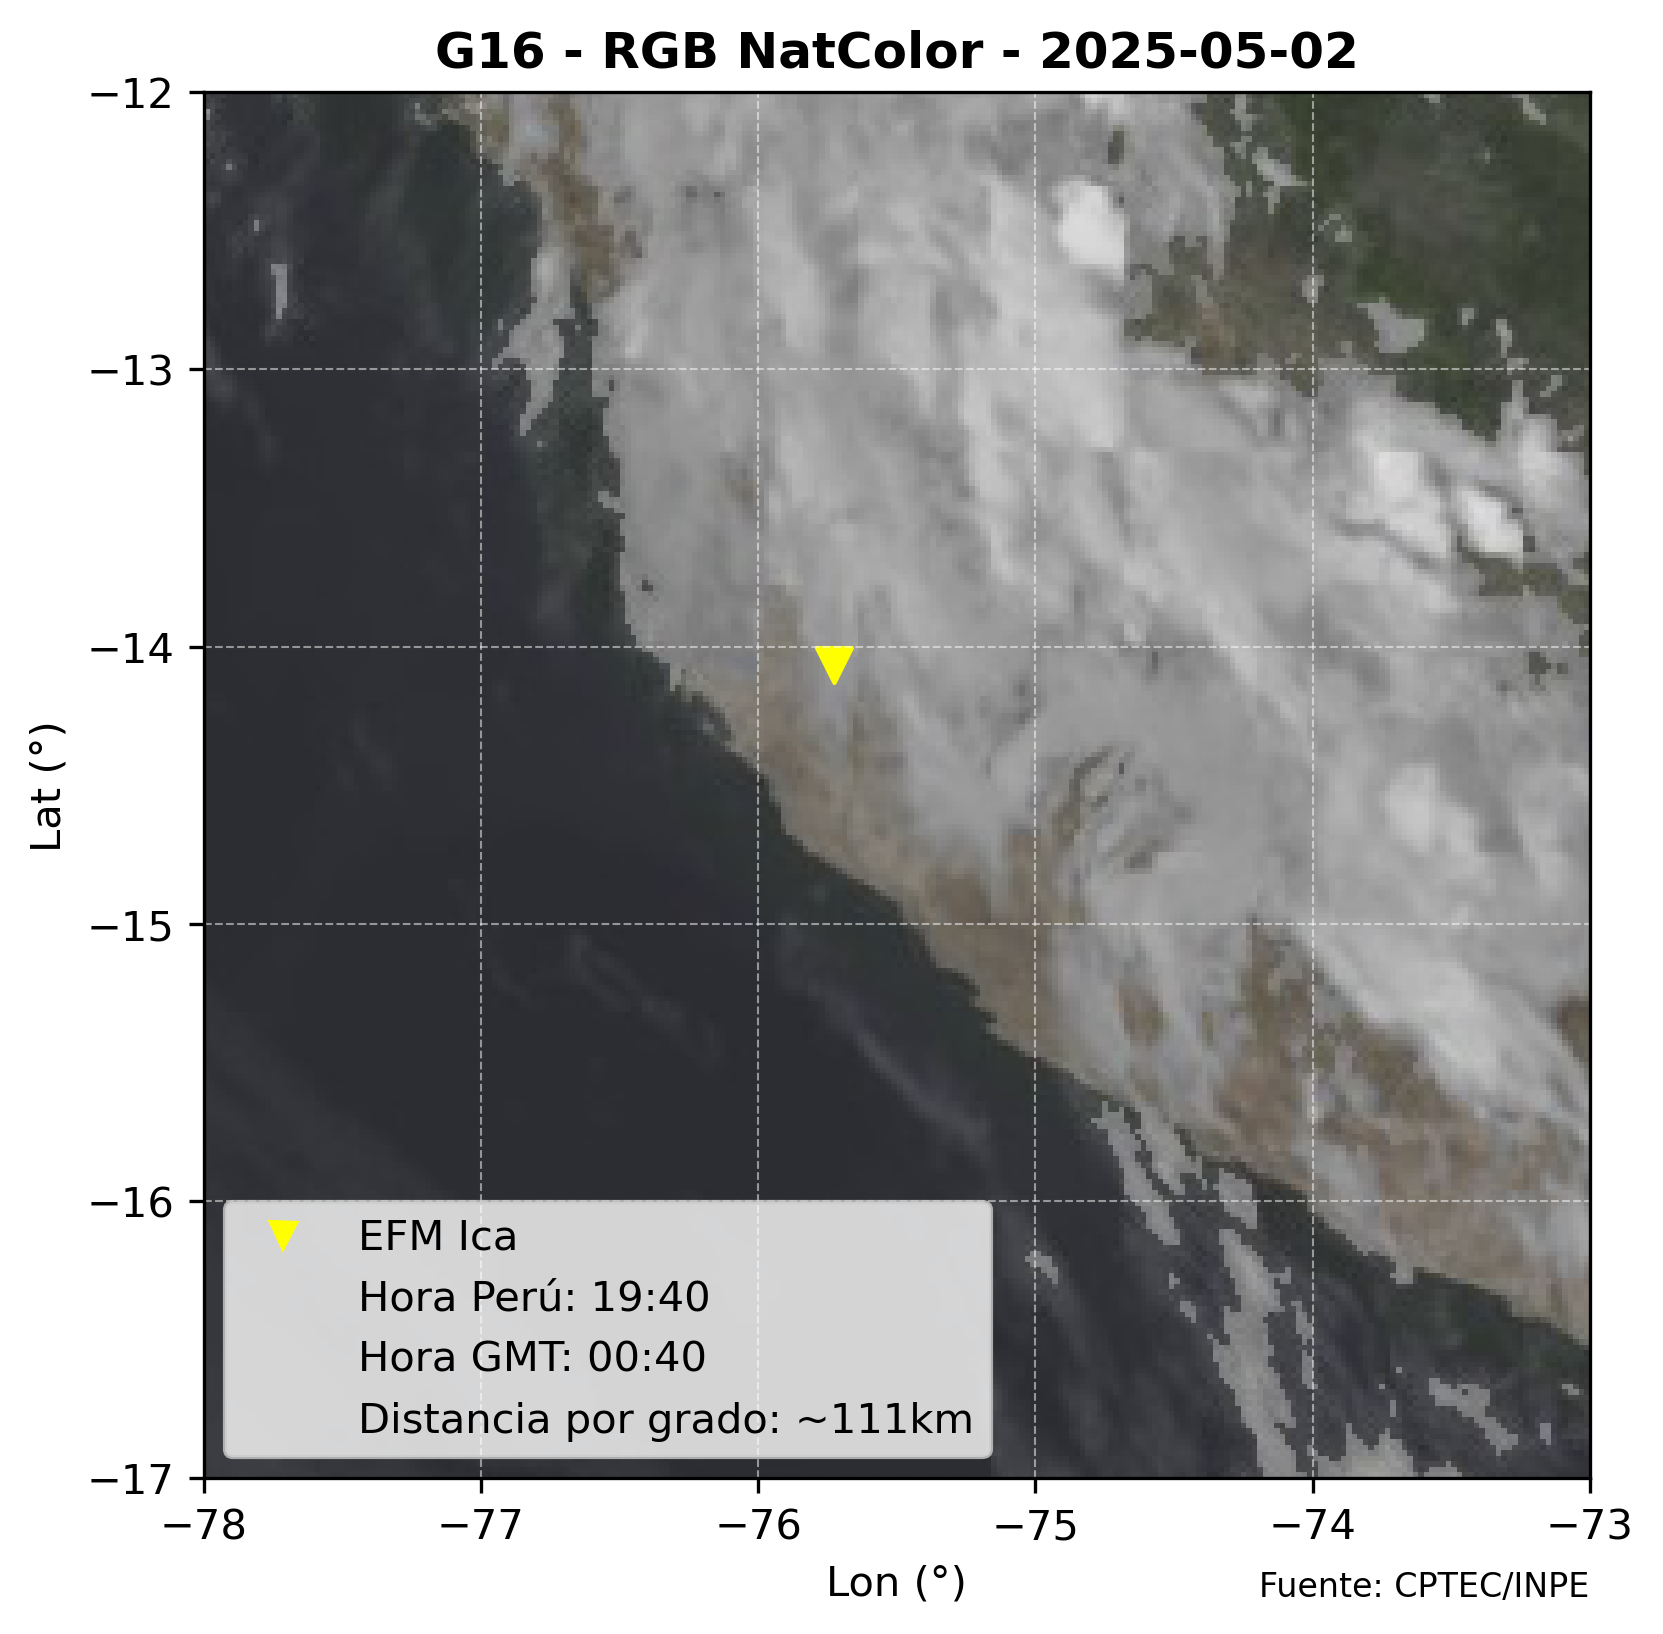 G16 - RGB NatColor - 2025-05-02
−12
−13
−14
−15
−16
−17
Lat (°)
EFM Ica
Hora Perú: 19:40
Hora GMT: 00:40
Distancia por grado: ~111km
−78
−77
−76
−75
−74
−73
Lon (°)
Fuente: CPTEC/INPE